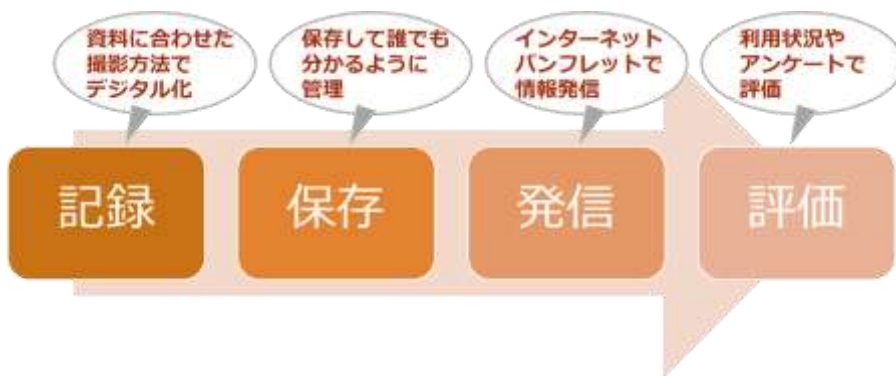 資料に合わせた
撮影方法で
デジタル化
保存して誰でも
分かるように
管理
インターネット
パンフレットで
情報発信
利用状況や
アンケートで
評価
記録
保存
発信
評価